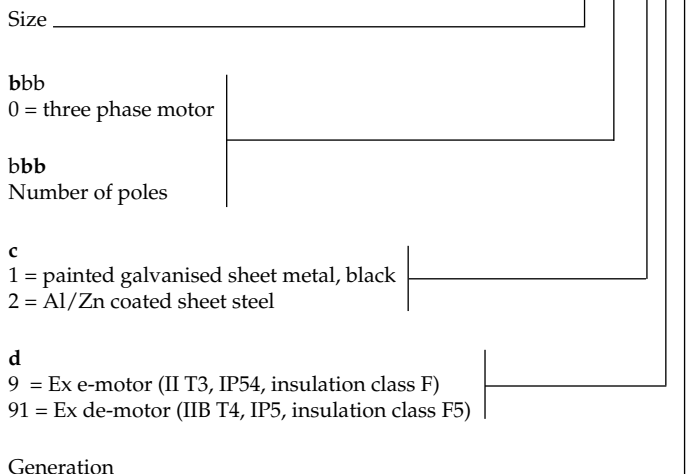 Size
bbb
0 = three phase motor
bbb
Number of poles
c
1 = painted galvanised sheet metal, black
2 = Al/Zn coated sheet steel
d
9 = Ex e-motor (II T3, IP54, insulation class F)
91 = Ex de-motor (IIB T4, IP5, insulation class F5)
Generation